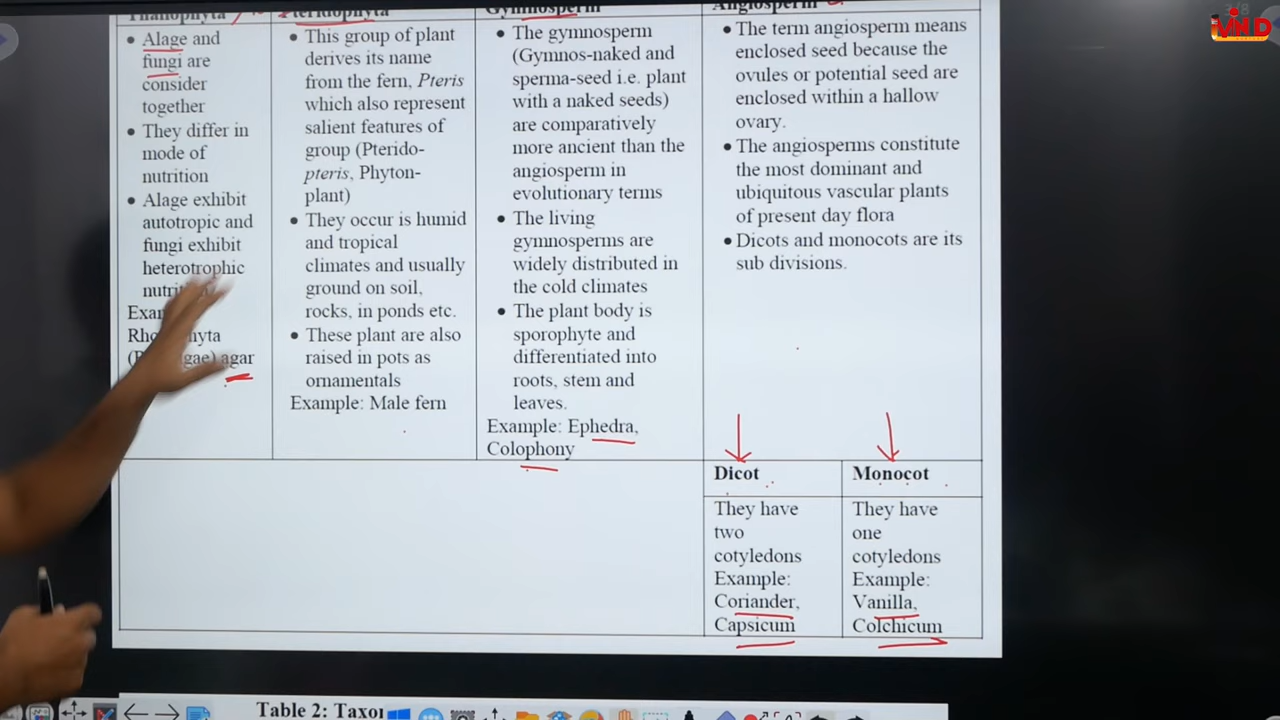 Thallophyta
Pteridophyta
Gymnosperm
Angiosperm
• Alage and
fungi are
consider
together
• They differ in
mode of
nutrition
• Alage exhibit
autotropic and
fungi exhibit
heterotrophic
• This group of plant
derives its name
from the fern, Pteris
which also represent
salient features of
group (Pterido-
pteris, Phyton-
plant)
• They occur is humid
and tropical
climates and usually
ground on soil,
rocks, in ponds etc.
• These plant are also
raised in pots as
ornamentals
Example: Male fern
• The gymnosperm
(Gymnos-naked and
sperma-seed i.e. plant
with a naked seeds)
are comparatively
more ancient than the
angiosperm in
evolutionary terms
• The living
gymnosperms are
widely distributed in
the cold climates
• The plant body is
sporophyte and
differentiated into
roots, stem and
leaves.
Example: Ephedra,
Colophony
• The term angiosperm means
enclosed seed because the
ovules or potential seed are
enclosed within a hallow
ovary.
• The angiosperms constitute
the most dominant and
ubiquitous vascular plants
of present day flora
• Dicots and monocots are its
sub divisions.
agar
Dicot
They have
two
cotyledons
Example:
Coriander,
Capsicum
Monocot
They have
one
cotyledons
Example:
Vanilla,
Colchicum
Table 2:
3/8